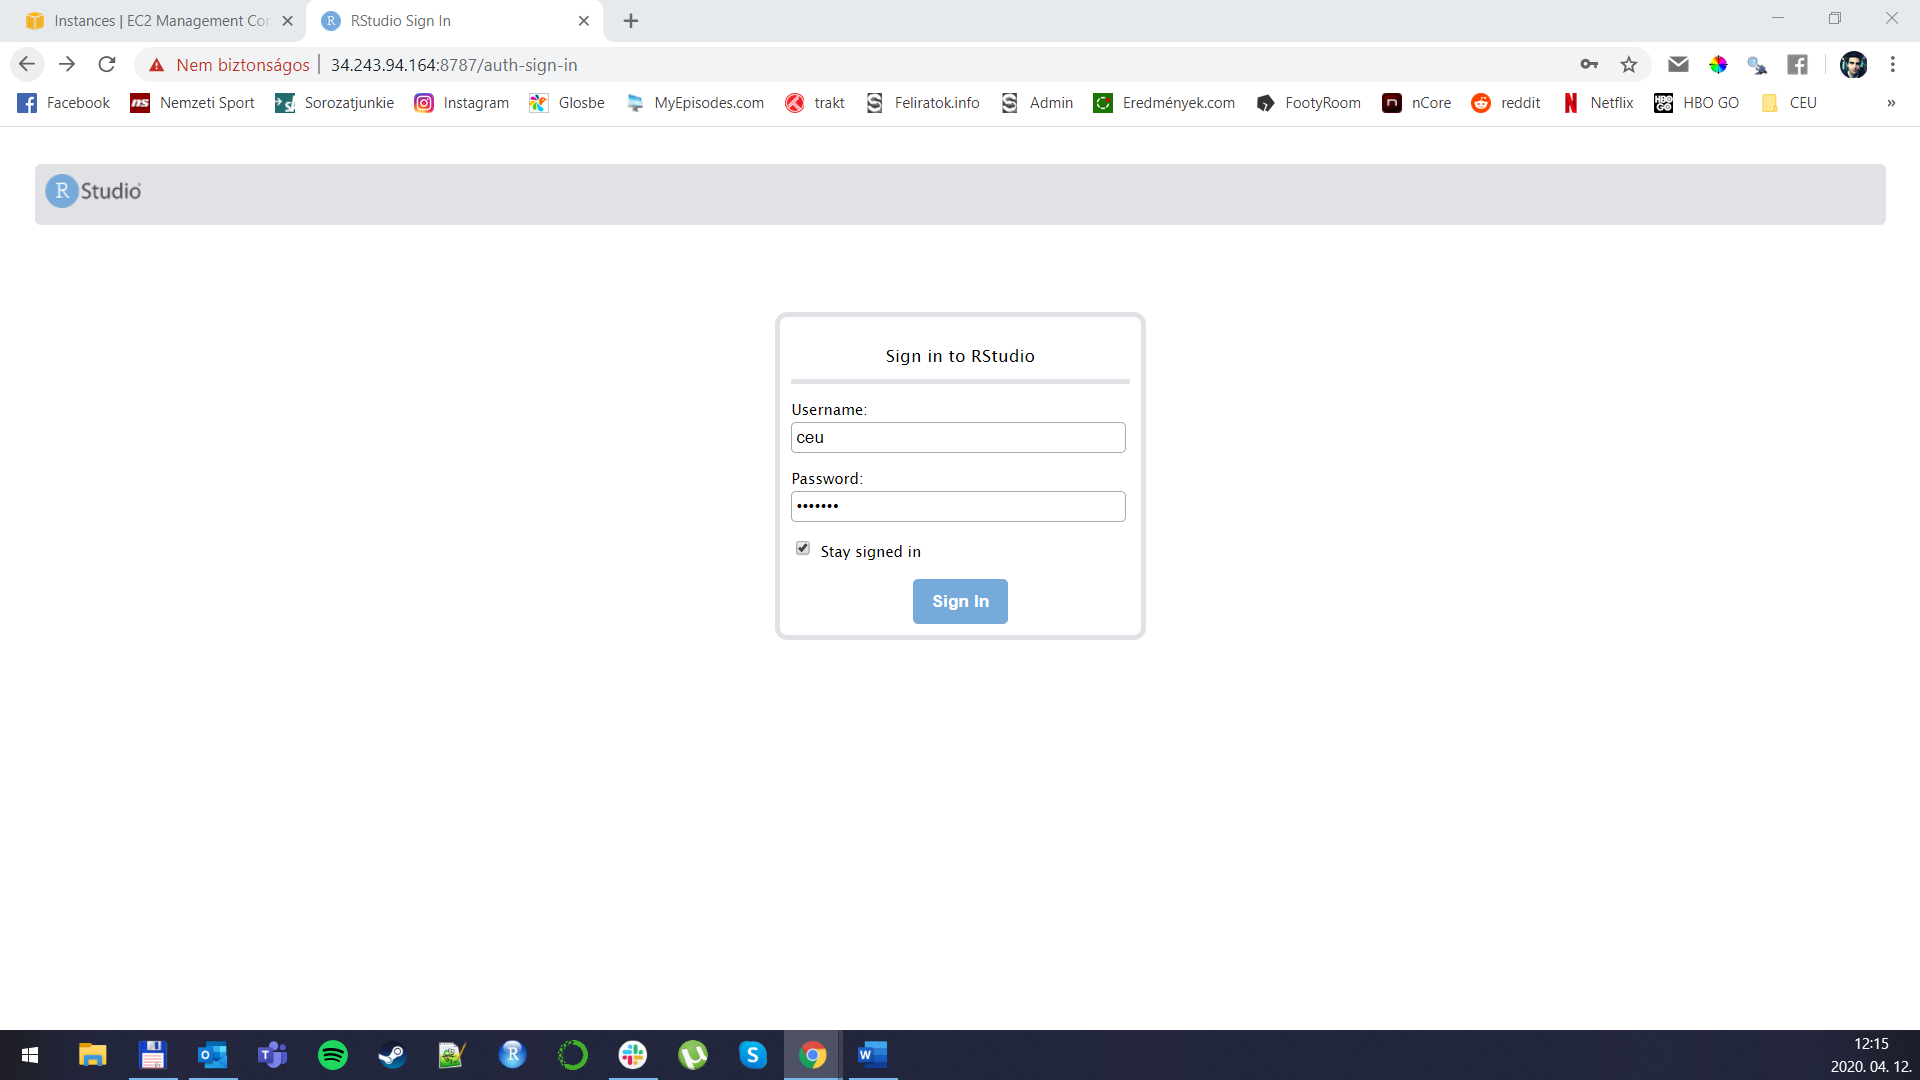 Instances | EC2 Management Con
RStudio Sign In
Nem biztonságos | 34.243.94.164:8787/auth-sign-in
Facebook Nemzeti Sport Sorozatjunkie Instagram Glosbe MyEpisodes.com trakt Feliratok.info Admin Eredmények.com FootyRoom nCore reddit Netflix HBO GO CEU »
R Studio
Sign in to RStudio
Username:
ceu
Password:
•••••••
Stay signed in
Sign In
12:15
2020. 04. 12.